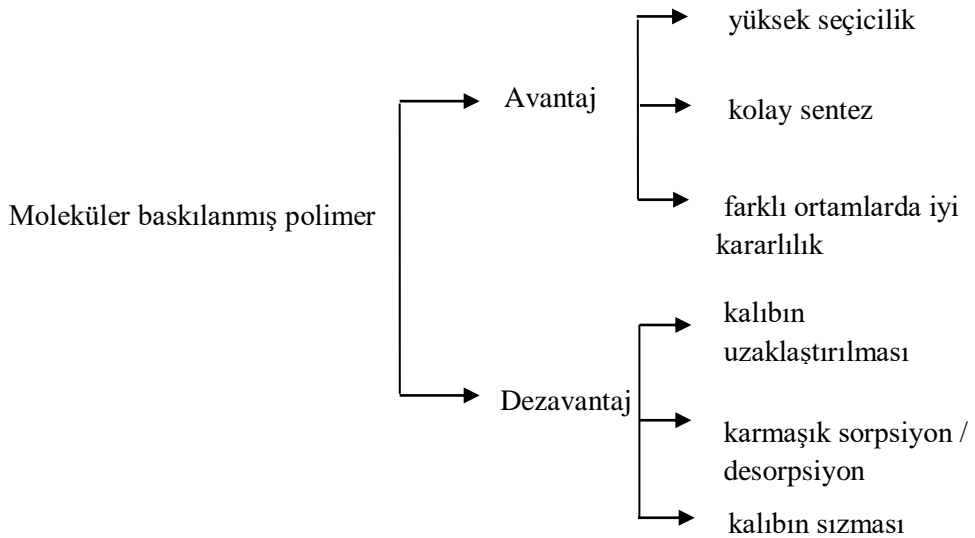 yüksek seçicilik
Avantaj
kolay sentez
Moleküler baskılanmış polimer
farklı ortamlarda iyi
kararlılık
kalıbın
uzaklaştırılması
Dezavantaj
karmaşık sorpsiyon /
desorpsiyon
kalıbın sızması